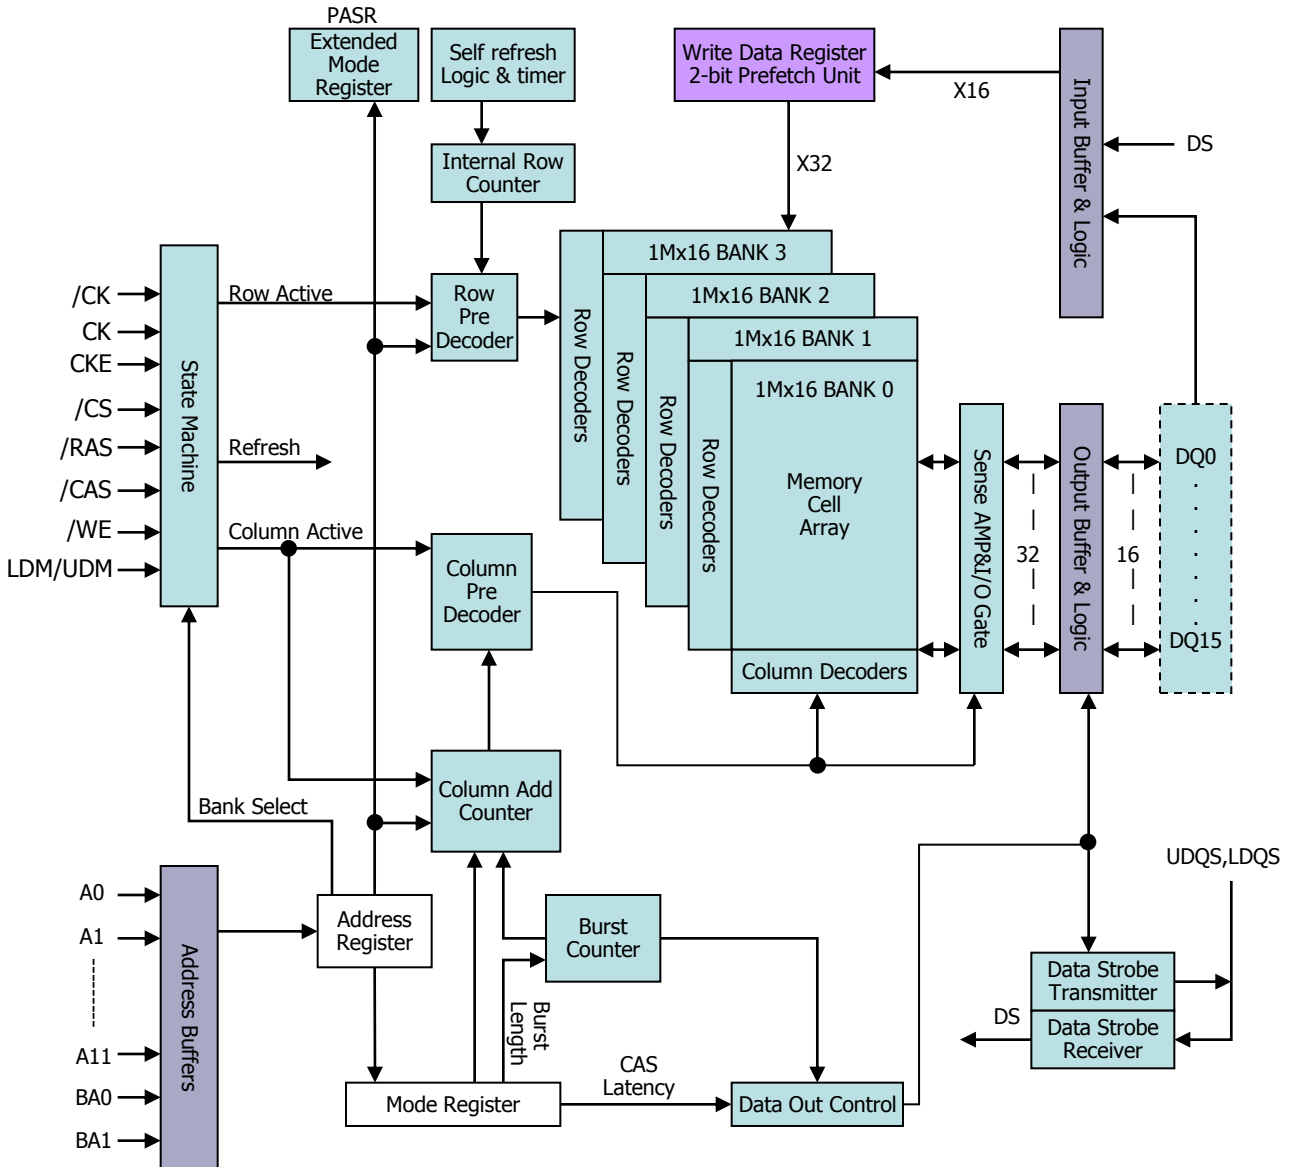 PASR
Extended
Mode
Register
Self refresh
Logic & timer
Write Data Register
2-bit Prefetch Unit
X16
Input Buffer & Logic
DS
Internal Row
Counter
X32
1Mx16 BANK 3
1Mx16 BANK 2
1Mx16 BANK 1
1Mx16 BANK 0
Row Decoders
Row Decoders
Row Decoders
Row Decoders
Memory
Cell
Array
Column Decoders
/CK
CK
CKE
/CS
/RAS
/CAS
/WE
LDM/UDM
State Machine
Row Active
Refresh
Column Active
Row
Pre
Decoder
Column
Pre
Decoder
Sense AMP&I/O Gate
32
Output Buffer & Logic
16
DQ0
DQ15
Bank Select
Column Add
Counter
A0
A1
A11
BA0
BA1
Address Buffers
Address
Register
Burst
Counter
Burst
Length
Mode Register
CAS
Latency
Data Out Control
UDQS,LDQS
Data Strobe
Transmitter
DS
Data Strobe
Receiver